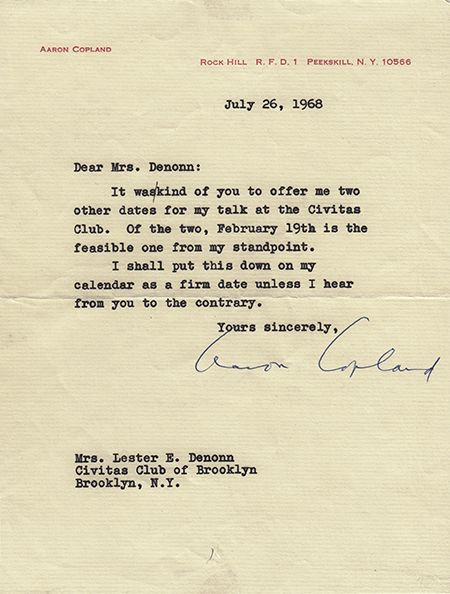 AARON COPLAND
ROCK HILL R. F. D. 1 PEEKSKILL, N. Y. 10566
July 26, 1968
Dear Mrs. Denonn:
It was/kind of you to offer me two
other dates for my talk at the Civitas
Club. Of the two, February 19th is the
feasible one from my standpoint.
I shall put this down on my
calendar as a firm date unless I hear
from you to the contrary.
Yours sincerely,
Aaron Copland
Mrs. Lester E. Denonn
Civitas Club of Brooklyn
Brooklyn, N.Y.